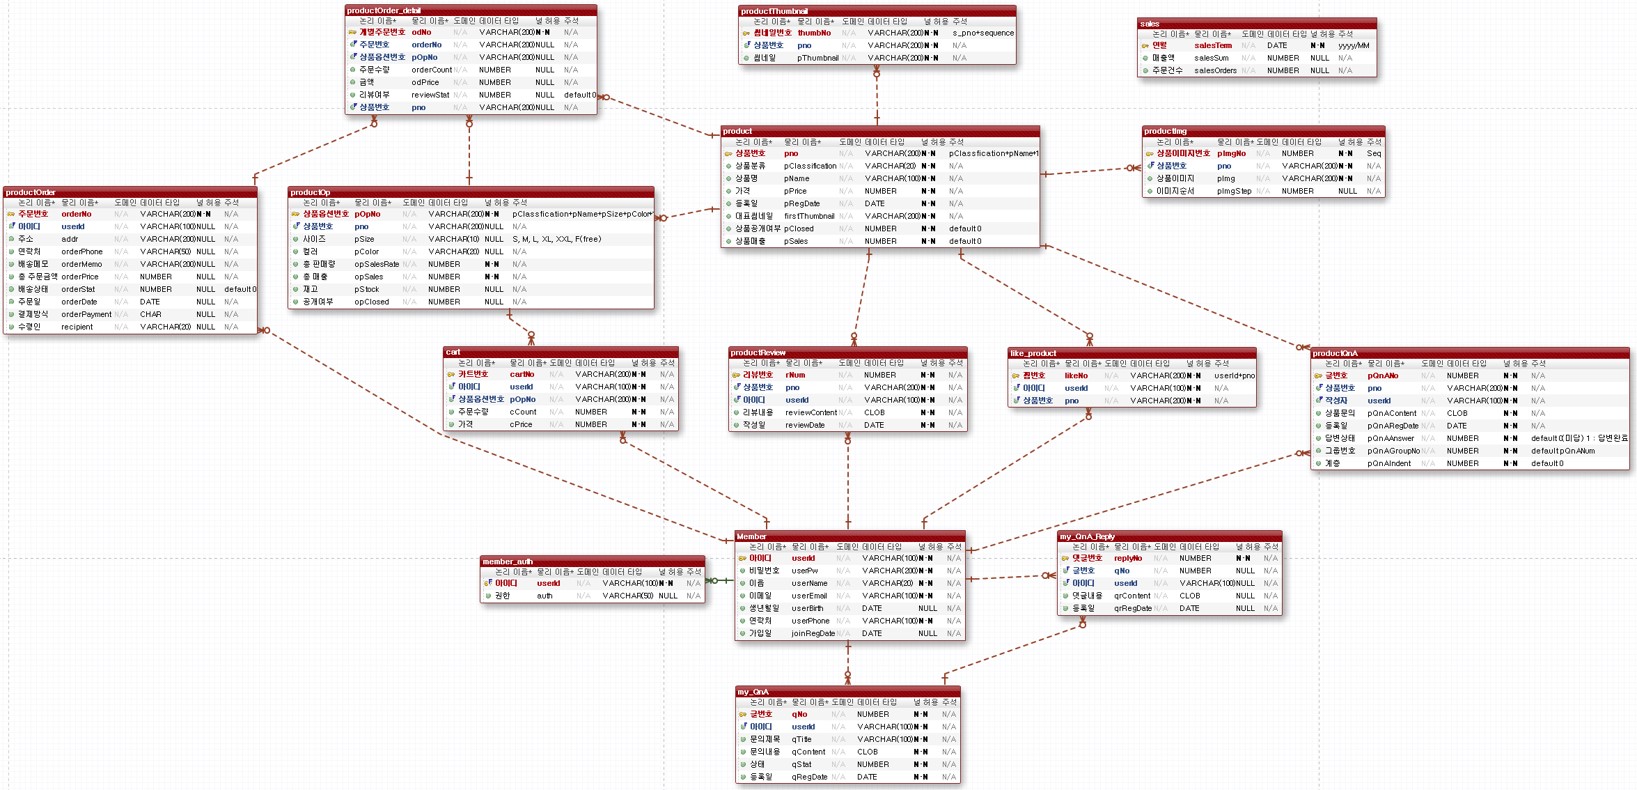 productOrder_detail
논리 이름* 물리 이름* 도메인 데이터 타입 널 허용 주석
개별주문번호 odNo N/A VARCHAR(200) N-N N/A
주문번호 orderNo N/A VARCHAR(200) NULL N/A
상품옵션번호 pOpNo N/A VARCHAR(200) NULL N/A
주문수량 orderCount N/A NUMBER NULL N/A
금액 odPrice N/A NUMBER NULL N/A
리뷰여부 reviewStat N/A NUMBER NULL default 0
상품번호 pno N/A VARCHAR(200) NULL N/A
productThumbnail
논리 이름* 물리 이름* 도메인 데이터 타입 널 허용 주석
썸네일번호 thumbNo N/A VARCHAR(200) N-N s_pno+sequence
상품번호 pno N/A VARCHAR(200) N-N N/A
썸네일 pThumbnail N/A VARCHAR(200) N-N N/A
sales
논리 이름* 물리 이름* 도메인 데이터 타입 널 허용 주석
연월 salesTerm N/A DATE N-N yyyy/MM
매출액 salesSum N/A NUMBER NULL N/A
주문건수 salesOrders N/A NUMBER NULL N/A
product
논리 이름* 물리 이름* 도메인 데이터 타입 널 허용 주석
상품번호 pno N/A VARCHAR(200) N-N pClassfication+pName+1
상품분류 pClassification N/A VARCHAR(20) N-N N/A
상품명 pName N/A VARCHAR(100) N-N N/A
가격 pPrice N/A NUMBER N-N N/A
등록일 pRegDate N/A DATE N-N N/A
대표썸네일 firstThumbnail N/A VARCHAR(200) N-N N/A
상품공개여부 pClosed N/A NUMBER N-N default 0
상품매출 pSales N/A NUMBER N-N default 0
productImg
논리 이름* 물리 이름* 도메인 데이터 타입 널 허용 주석
상품이미지번호 pImgNo N/A NUMBER N-N Seq
상품번호 pno N/A VARCHAR(200) N-N N/A
상품이미지 pImg N/A VARCHAR(100) N-N N/A
이미지순서 pImgStep N/A NUMBER NULL N/A
productOrder
논리 이름* 물리 이름* 도메인 데이터 타입 널 허용 주석
주문번호 orderNo N/A VARCHAR(200) N-N N/A
아이디 userId N/A VARCHAR(100) NULL N/A
주소 addr N/A VARCHAR(200) NULL N/A
연락처 orderPhone N/A VARCHAR(50) NULL N/A
배송메모 orderMemo N/A VARCHAR(200) NULL N/A
총 주문금액 orderPrice N/A NUMBER NULL N/A
배송상태 orderStat N/A NUMBER NULL default 0
주문일 orderDate N/A DATE NULL N/A
결제방식 orderPayment N/A CHAR NULL N/A
수령인 recipient N/A VARCHAR(20) NULL N/A
productOp
논리 이름* 물리 이름* 도메인 데이터 타입 널 허용 주석
상품옵션번호 pOpNo N/A VARCHAR(200) N-N pClassfication+pName+pSize+pColor+
상품번호 pno N/A VARCHAR(200) N-N N/A
사이즈 pSize N/A VARCHAR(10) NULL S, M, L, XL, XXL, F(free)
컬러 pColor N/A VARCHAR(20) NULL N/A
총 판매량 opSalesRate N/A NUMBER N-N N/A
총 매출 opSales N/A NUMBER N-N N/A
재고 pStock N/A NUMBER N-N N/A
공개여부 opClosed N/A NUMBER NULL N/A
cart
논리 이름* 물리 이름* 도메인 데이터 타입 널 허용 주석
카트번호 cartNo N/A VARCHAR(200) N-N N/A
아이디 userId N/A VARCHAR(100) N-N N/A
상품옵션번호 pOpNo N/A VARCHAR(200) N-N N/A
주문수량 cCount N/A NUMBER N-N N/A
가격 cPrice N/A NUMBER N-N N/A
productReview
논리 이름* 물리 이름* 도메인 데이터 타입 널 허용 주석
리뷰번호 rNum N/A NUMBER N-N N/A
상품번호 pno N/A VARCHAR(200) N-N N/A
아이디 userId N/A VARCHAR(100) N-N N/A
리뷰내용 reviewContent N/A CLOB N-N N/A
작성일 reviewDate N/A DATE N-N N/A
like_product
논리 이름* 물리 이름* 도메인 데이터 타입 널 허용 주석
찜번호 likeNo N/A VARCHAR(200) N-N userId+pno
아이디 userId N/A VARCHAR(100) N-N N/A
상품번호 pno N/A VARCHAR(200) N-N N/A
productQnA
논리 이름* 물리 이름* 도메인 데이터 타입 널 허용 주석
글번호 pQnANo N/A NUMBER N-N N/A
상품번호 pno N/A VARCHAR(200) N-N N/A
작성자 userId N/A VARCHAR(100) N-N N/A
상품문의 pQnAContent N/A CLOB N-N N/A
등록일 pQnARegDate N/A DATE N-N N/A
답변상태 pQnAAnswer N/A NUMBER N-N default 0(미답) 1 : 답변완료
그룹번호 pQnAGroupNo N/A NUMBER N-N default pQnANum
계층 pQnAIndent N/A NUMBER N-N default 0
Member
논리 이름* 물리 이름* 도메인 데이터 타입 널 허용 주석
아이디 userId N/A VARCHAR(100) N-N N/A
비밀번호 userPw N/A VARCHAR(200) N-N N/A
이름 userName N/A VARCHAR(20) N-N N/A
이메일 userEmail N/A VARCHAR(100) N-N N/A
생년월일 userBirth N/A DATE NULL N/A
연락처 userPhone N/A VARCHAR(100) N-N N/A
가입일 joinRegDate N/A DATE NULL N/A
my_QnA_Reply
논리 이름* 물리 이름* 도메인 데이터 타입 널 허용 주석
댓글번호 replyNo N/A NUMBER N-N N/A
글번호 qNo N/A NUMBER NULL N/A
아이디 userId N/A VARCHAR(100) NULL N/A
댓글내용 qrContent N/A CLOB NULL N/A
등록일 qrRegDate N/A DATE NULL N/A
member_auth
논리 이름* 물리 이름* 도메인 데이터 타입 널 허용 주석
아이디 userId N/A VARCHAR(100) N-N N/A
권한 auth N/A VARCHAR(50) NULL N/A
my_QnA
논리 이름* 물리 이름* 도메인 데이터 타입 널 허용 주석
글번호 qNo N/A NUMBER N-N N/A
아이디 userId N/A VARCHAR(100) N-N N/A
문의제목 qTitle N/A VARCHAR(100) N-N N/A
문의내용 qContent N/A CLOB N-N N/A
상태 qStat N/A NUMBER N-N N/A
등록일 qRegDate N/A DATE N-N N/A